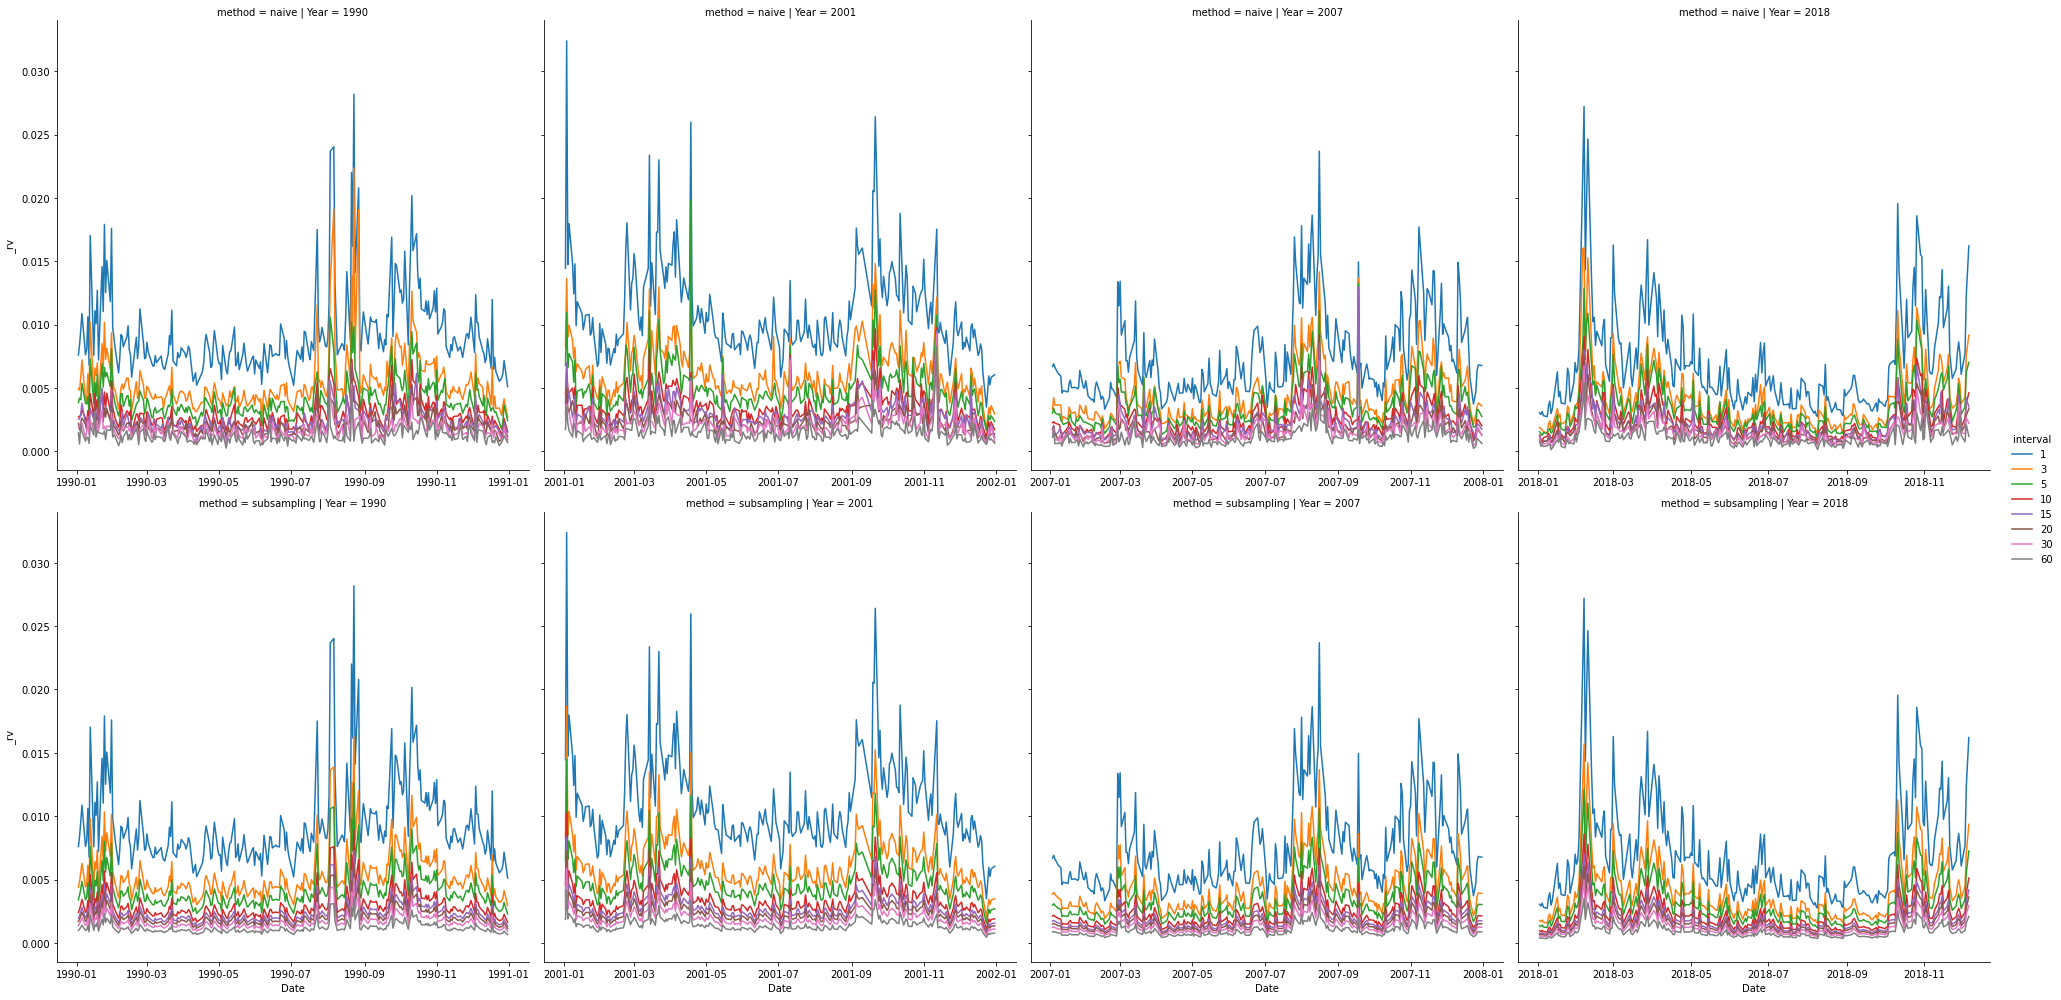 method = naive | Year = 1990
method = naive | Year = 2001
method = naive | Year = 2007
method = naive | Year = 2018
0.030
0.025
0.020
0.015
0.010
0.005
0.000
_rv
1990-01 1990-03 1990-05 1990-07 1990-09 1990-11 1991-01
2001-01 2001-03 2001-05 2001-07 2001-09 2001-11 2002-01
2007-01 2007-03 2007-05 2007-07 2007-09 2007-11 2008-01
2018-01 2018-03 2018-05 2018-07 2018-09 2018-11
interval
1
3
5
10
15
20
30
60
method = subsampling | Year = 1990
method = subsampling | Year = 2001
method = subsampling | Year = 2007
method = subsampling | Year = 2018
0.030
0.025
0.020
0.015
0.010
0.005
0.000
_rv
1990-01 1990-03 1990-05 1990-07 1990-09 1990-11 1991-01
Date
2001-01 2001-03 2001-05 2001-07 2001-09 2001-11 2002-01
Date
2007-01 2007-03 2007-05 2007-07 2007-09 2007-11 2008-01
Date
2018-01 2018-03 2018-05 2018-07 2018-09 2018-11
Date